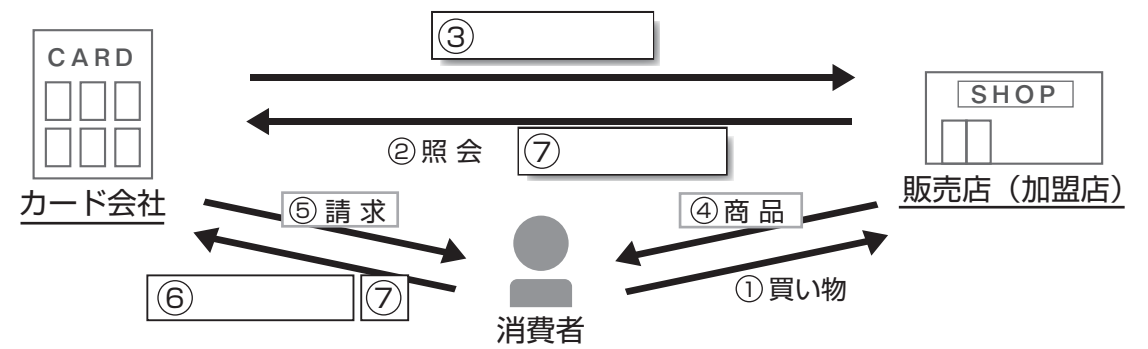 ③
CARD
SHOP
②照会
⑦
カード会社
販売店（加盟店）
⑤請求
④商品
⑥
⑦
①買い物
消費者